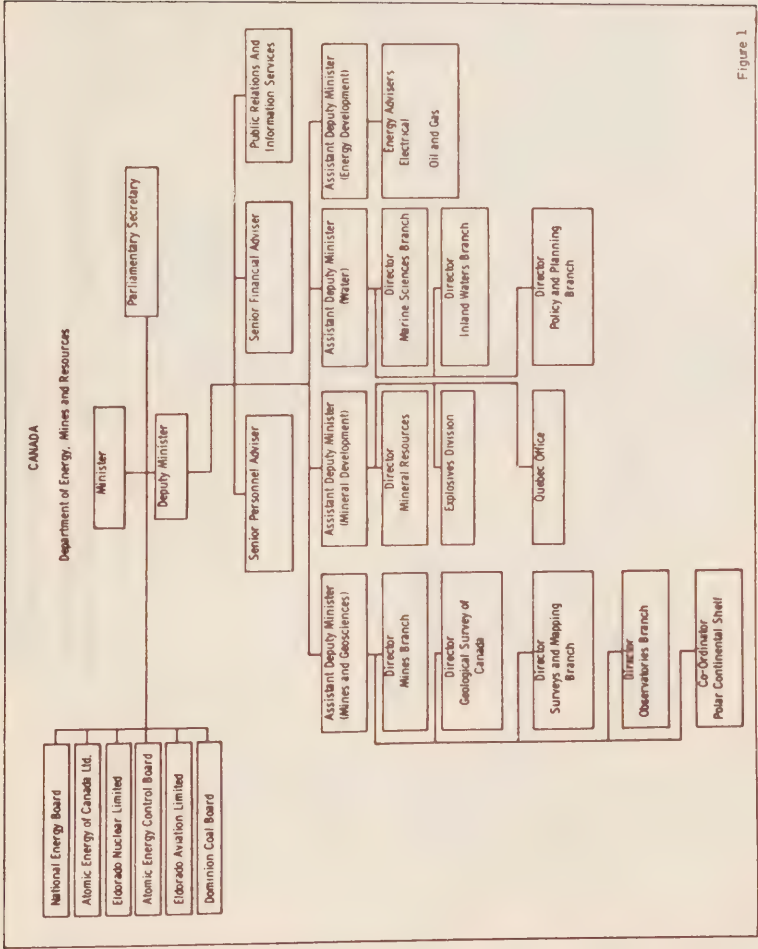 CANADA
Department of Energy, Mines and Resources
Minister
Parliamentary Secretary
Deputy Minister
National Energy Board
Atomic Energy of Canada Ltd.
Eldorado Nuclear Limited
Atomic Energy Control Board
Eldorado Aviation Limited
Dominion Coal Board
Senior Personnel Adviser
Senior Financial Adviser
Public Relations And
Information Services
Assistant Deputy Minister
(Mines and Geosciences)
Director
Mines Branch
Director
Geological Survey of
Canada
Director
Surveys and Mapping
Branch
Director
Observatories Branch
Co-Ordinator
Polar Continental Shelf
Assistant Deputy Minister
(Mineral Development)
Director
Mineral Resources
Explosives Division
Quebec Office
Assistant Deputy Minister
(Water)
Director
Marine Sciences Branch
Director
Inland Waters Branch
Director
Policy and Planning
Branch
Assistant Deputy Minister
(Energy Development)
Energy Advisers
Electrical
Oil and Gas
Figure 1